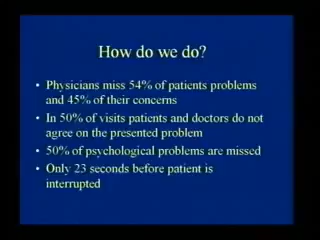 How do we do?
• Physicians miss 54% of patients problems
and 45% of their concerns
• In 50% of visits patients and doctors do not
agree on the presented problem
• 50% of psychological problems are missed
• Only 23 seconds before patient is
interrupted